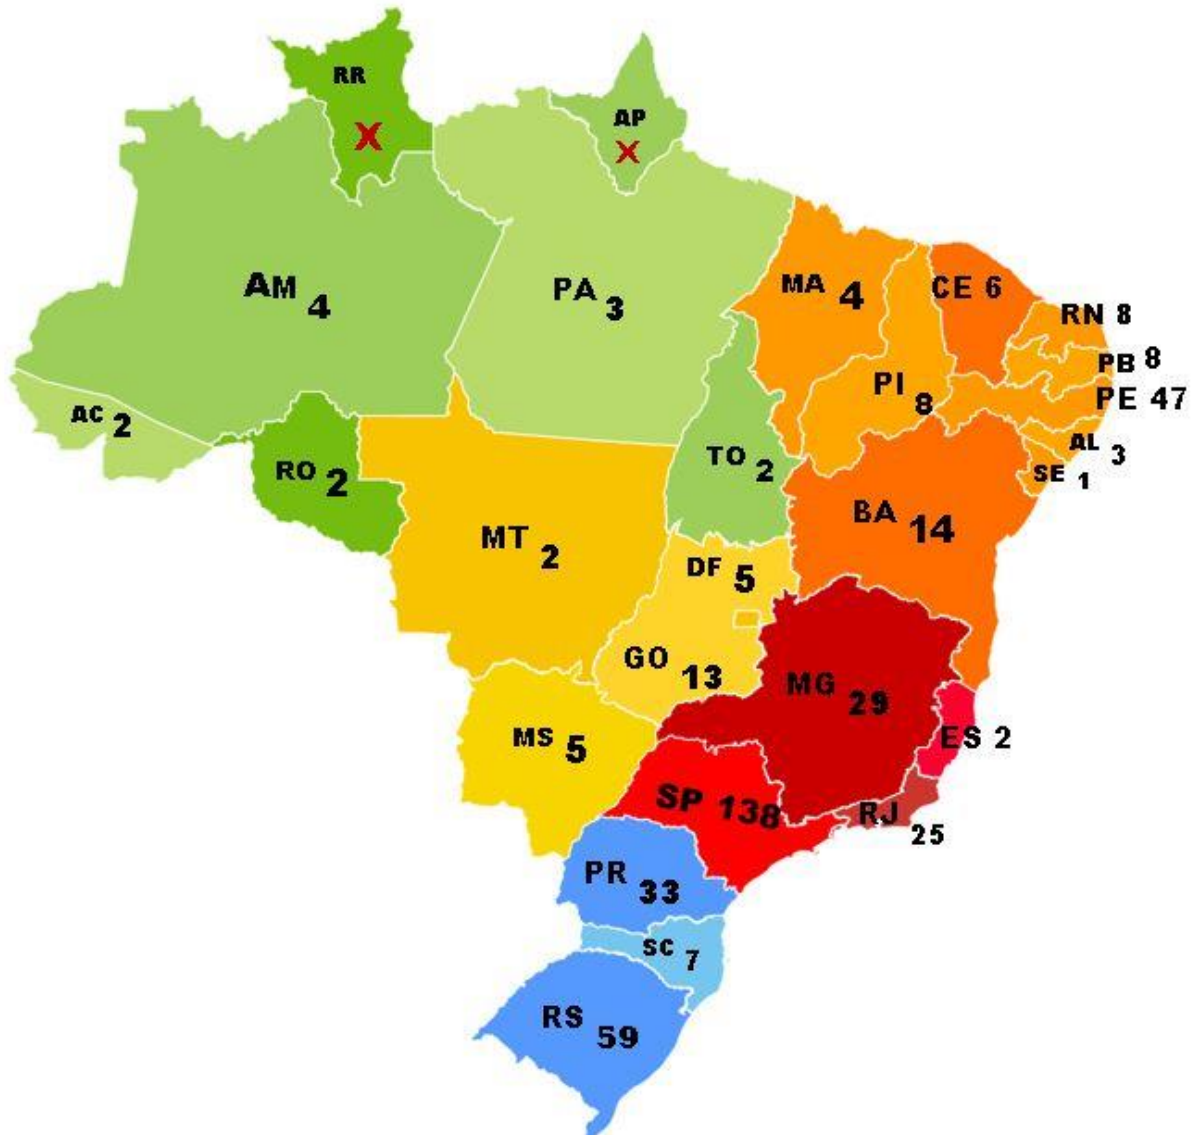 RR
X
AP
X
AM 4
PA 3
MA 4
CE 6
RN 8
PB 8
PI 8
PE 47
AC 2
AL 3
TO 2
SE 1
RO 2
BA 14
MT 2
DF 5
GO 13
MG 29
MS 5
ES 2
SP 138
RJ 25
PR 33
SC 7
RS 59